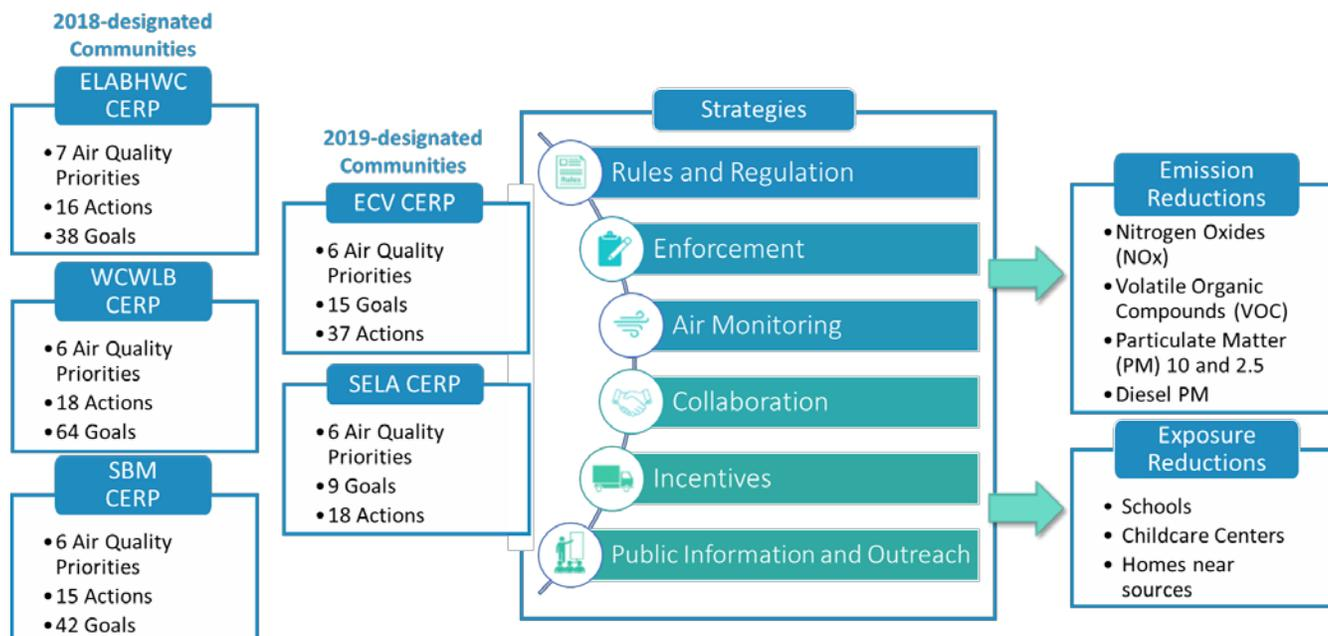 2018-designated
Communities
ELABHWC
CERP
•7 Air Quality
Priorities
•16 Actions
•38 Goals
WCWLB
CERP
•6 Air Quality
Priorities
•18 Actions
•64 Goals
SBM
CERP
•6 Air Quality
Priorities
•15 Actions
•42 Goals
2019-designated
Communities
ECV CERP
•6 Air Quality
Priorities
•15 Goals
•37 Actions
SELA CERP
•6 Air Quality
Priorities
•9 Goals
•18 Actions
Strategies
Rules
Rules and Regulation
Enforcement
Air Monitoring
Collaboration
Incentives
Public Information and Outreach
Emission
Reductions
•Nitrogen Oxides
(NOx)
•Volatile Organic
Compounds (VOC)
•Particulate Matter
(PM) 10 and 2.5
•Diesel PM
Exposure
Reductions
• Schools
• Childcare Centers
• Homes near
sources